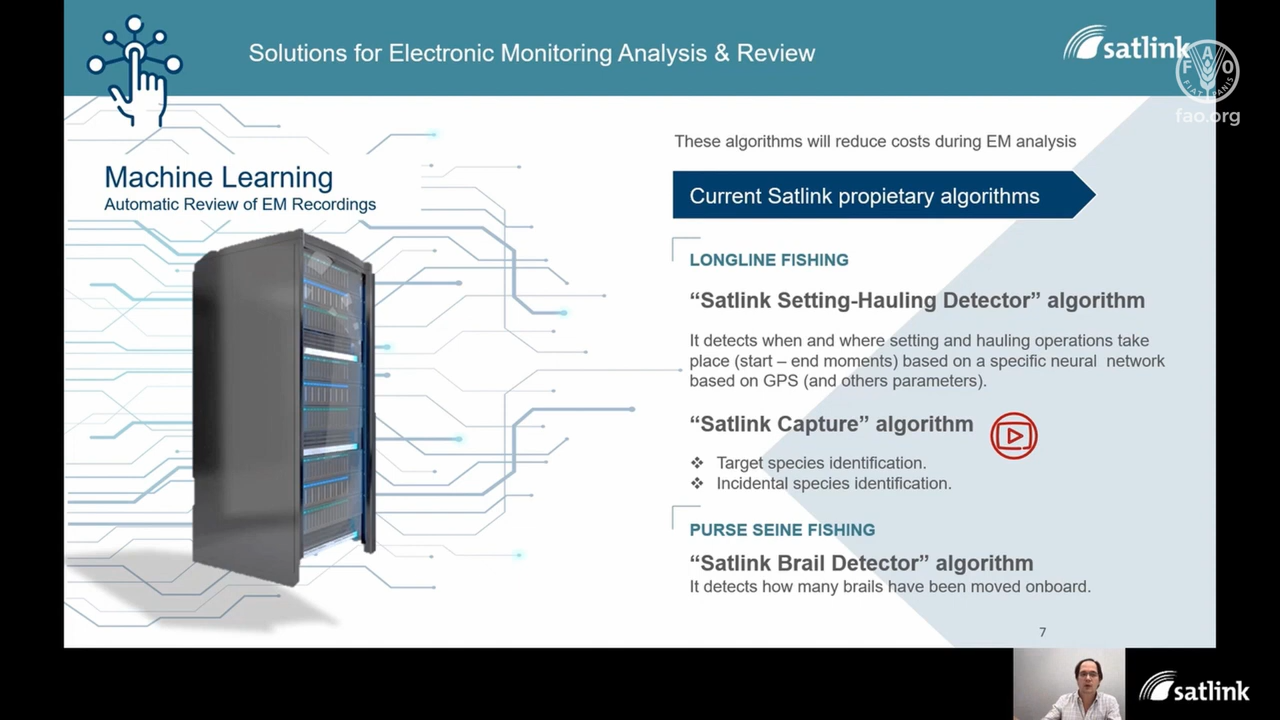 Solutions for Electronic Monitoring Analysis & Review
satlink
F A O
FIAT PANIS
fao.org
Machine Learning
Automatic Review of EM Recordings
These algorithms will reduce costs during EM analysis
Current Satlink propietary algorithms
LONGLINE FISHING
“Satlink Setting-Hauling Detector” algorithm
It detects when and where setting and hauling operations take
place (start – end moments) based on a specific neural network
based on GPS (and others parameters).
“Satlink Capture” algorithm
❖ Target species identification.
❖ Incidental species identification.
PURSE SEINE FISHING
“Satlink Brail Detector” algorithm
It detects how many brails have been moved onboard.
7
satlink